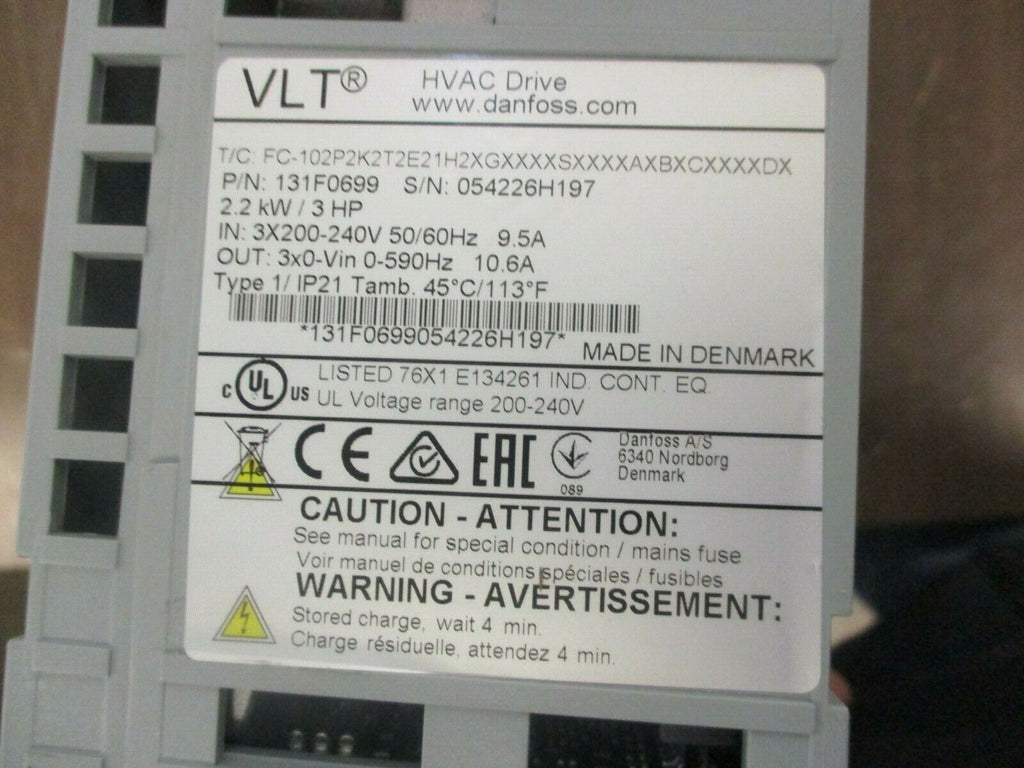 VLT® HVAC Drive
www.danfoss.com
T/C: FC-102P2K2T2E21H2XGXXXXSXXXXAXBXCXXXXDX
P/N: 131F0699 S/N: 054226H197
2.2 kW / 3 HP
IN: 3X200-240V 50/60Hz 9.5A
OUT: 3x0-Vin 0-590Hz 10.6A
Type 1/ IP21 Tamb. 45°C/113°F
*131F0699054226H197*
MADE IN DENMARK
C UL US LISTED 76X1 E134261 IND. CONT. EQ.
UL Voltage range 200-240V
CE EAC 089
Danfoss A/S
6340 Nordborg
Denmark
CAUTION - ATTENTION:
See manual for special condition / mains fuse
Voir manuel de conditions spéciales / fusibles
WARNING - AVERTISSEMENT:
Stored charge, wait 4 min.
Charge résiduelle, attendez 4 min.